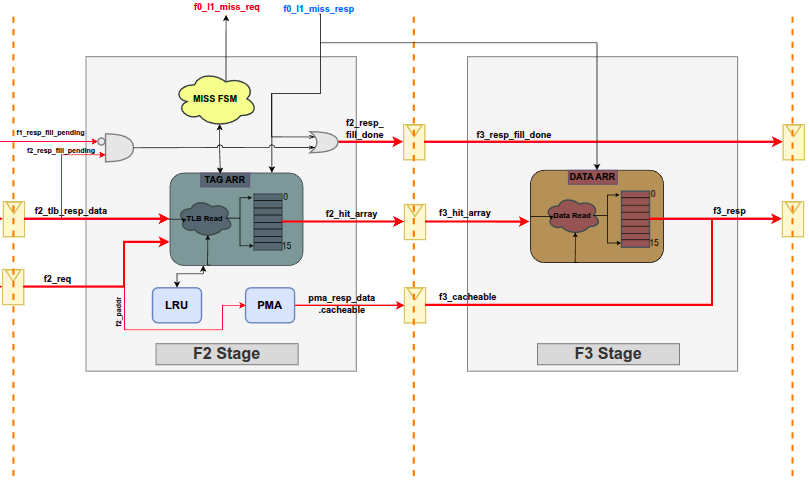 f0_l1_miss_req
f0_l1_miss_resp
MISS FSM
f1_resp_fill_pending
f2_resp_fill_pending
f2_resp_
fill_done
f3_resp_fill_done
TAG ARR
DATA ARR
0
0
f2_tlb_resp_data
TLB Read
f2_hit_array
f3_hit_array
Data Read
f3_resp
15
15
f2_req
f2_paddr
LRU
PMA
pma_resp_data
.cacheable
f3_cacheable
F2 Stage
F3 Stage